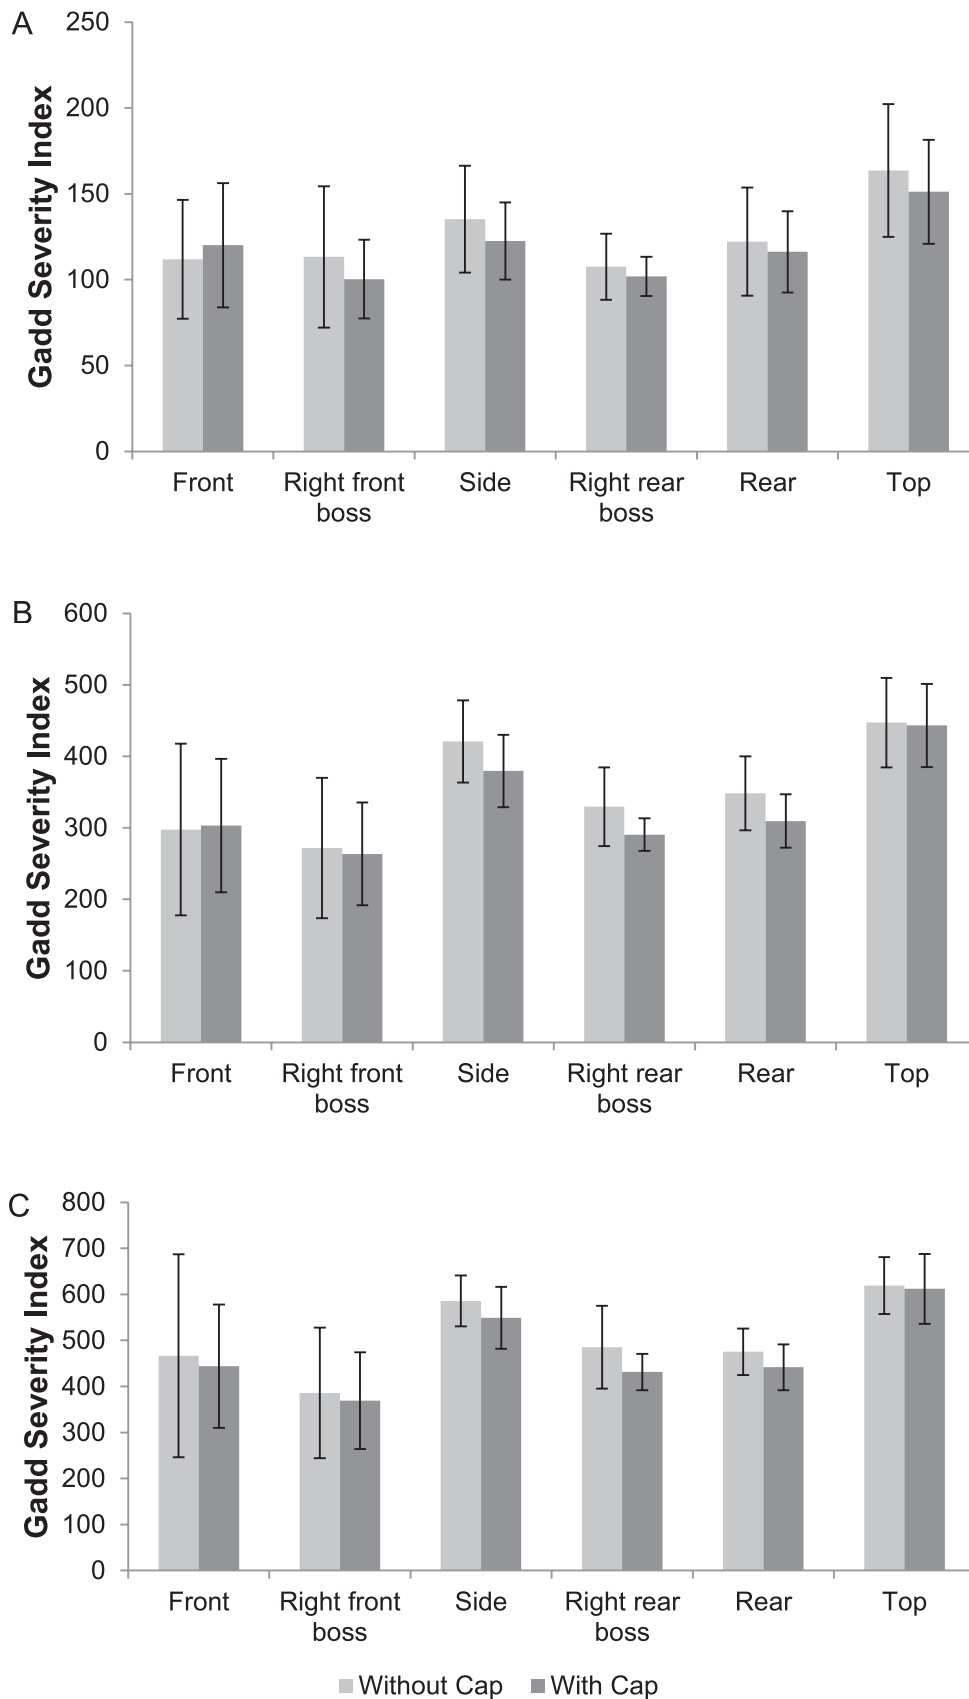 A
Gadd Severity Index
250
200
150
100
50
0
Front
Right front
boss
Side
Right rear
boss
Rear
Top
B
Gadd Severity Index
600
500
400
300
200
100
0
Front
Right front
boss
Side
Right rear
boss
Rear
Top
C
Gadd Severity Index
800
700
600
500
400
300
200
100
0
Front
Right front
boss
Side
Right rear
boss
Rear
Top
Without Cap
With Cap